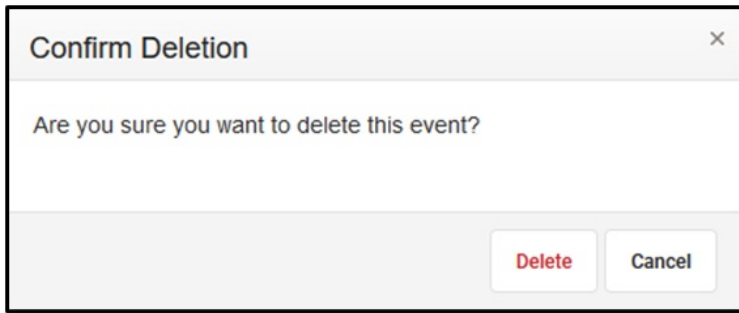 Confirm Deletion
×
Are you sure you want to delete this event?
Delete
Cancel